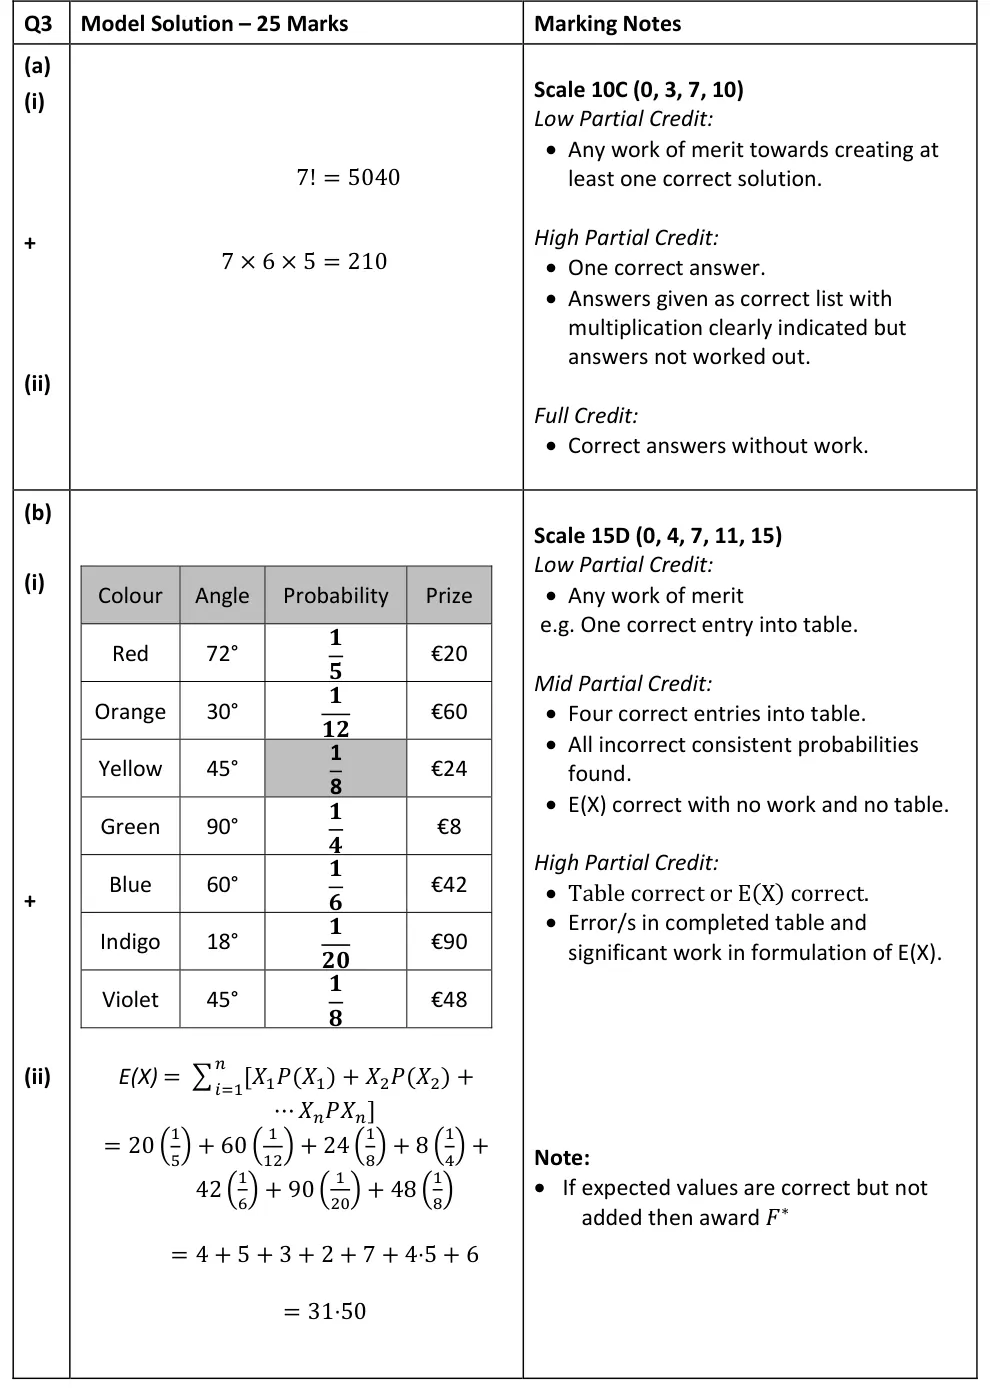 Q3 Model Solution – 25 Marks Marking Notes
(a)
(i)
7! = 5040
+
7 × 6 × 5 = 210
(ii)
Scale 10C (0, 3, 7, 10)
Low Partial Credit:
• Any work of merit towards creating at
least one correct solution.
High Partial Credit:
• One correct answer.
• Answers given as correct list with
multiplication clearly indicated but
answers not worked out.
Full Credit:
• Correct answers without work.
(b)
(i)
Colour Angle Probability Prize
Red 72° 1/5 €20
Orange 30° 1/12 €60
Yellow 45° 1/8 €24
Green 90° 1/4 €8
Blue 60° 1/6 €42
+
Indigo 18° 1/20 €90
Violet 45° 1/8 €48
(ii)
E(X) = ∑ⁿᵢ₌₁[X₁P(X₁) + X₂P(X₂) +
⋯ XₙPXₙ]
= 20 (1/5) + 60 (1/12) + 24 (1/8) + 8 (1/4) +
42 (1/6) + 90 (1/20) + 48 (1/8)
= 4 + 5 + 3 + 2 + 7 + 4·5 + 6
= 31·50
Scale 15D (0, 4, 7, 11, 15)
Low Partial Credit:
• Any work of merit
e.g. One correct entry into table.
Mid Partial Credit:
• Four correct entries into table.
• All incorrect consistent probabilities
found.
• E(X) correct with no work and no table.
High Partial Credit:
• Table correct or E(X) correct.
• Error/s in completed table and
significant work in formulation of E(X).
Note:
• If expected values are correct but not
added then award F*